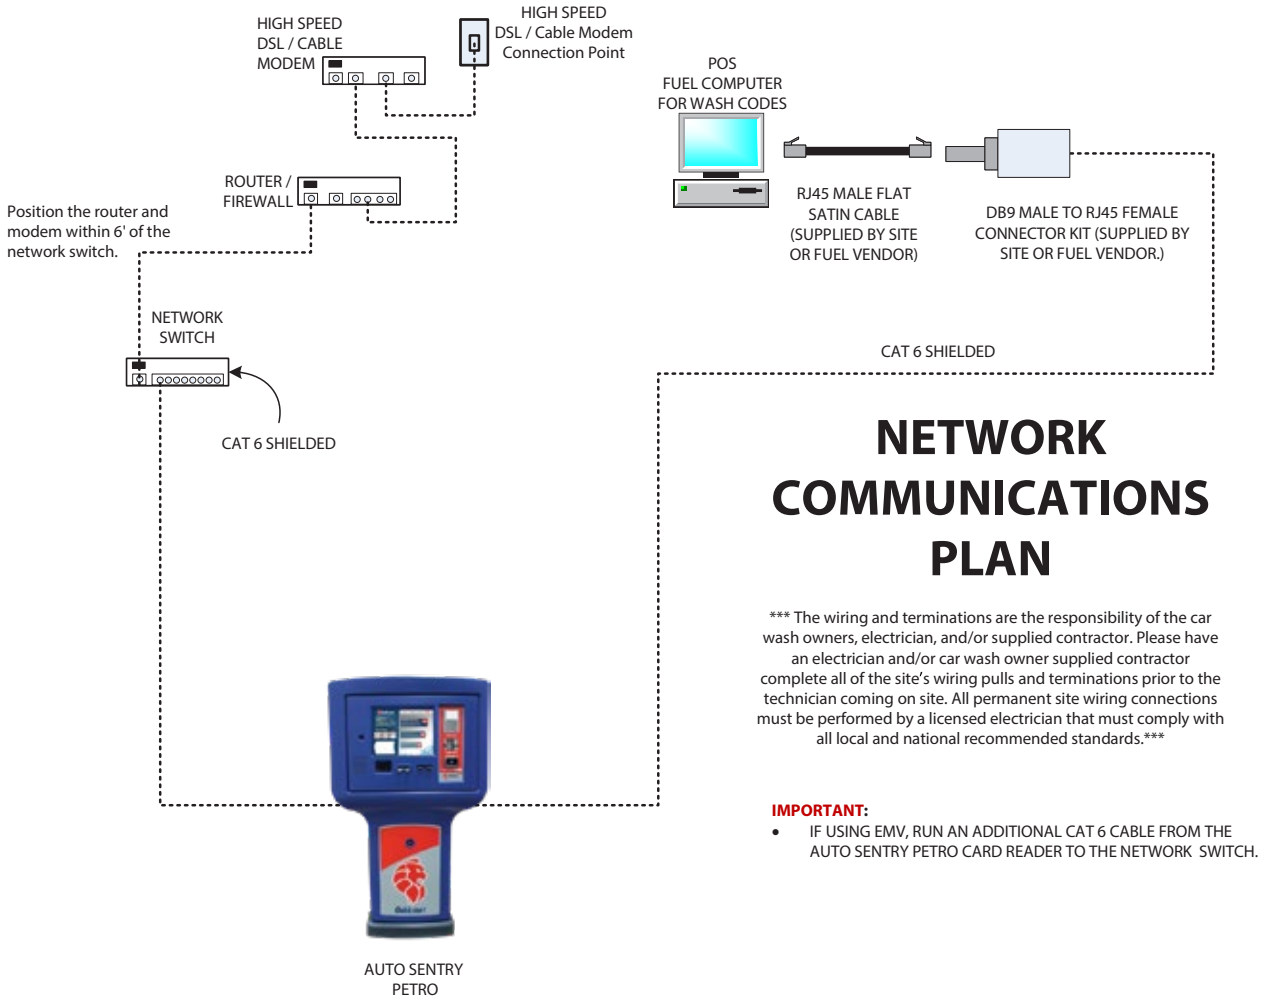 HIGH SPEED
DSL / CABLE
MODEM
HIGH SPEED
DSL / Cable Modem
Connection Point
POS
FUEL COMPUTER
FOR WASH CODES
ROUTER /
FIREWALL
Position the router and
modem within 6' of the
network switch.
RJ45 MALE FLAT
SATIN CABLE
(SUPPLIED BY SITE
OR FUEL VENDOR)
DB9 MALE TO RJ45 FEMALE
CONNECTOR KIT (SUPPLIED BY
SITE OR FUEL VENDOR.)
NETWORK
SWITCH
CAT 6 SHIELDED
CAT 6 SHIELDED
NETWORK
COMMUNICATIONS
PLAN
*** The wiring and terminations are the responsibility of the car
wash owners, electrician, and/or supplied contractor. Please have
an electrician and/or car wash owner supplied contractor
complete all of the site’s wiring pulls and terminations prior to the
technician coming on site. All permanent site wiring connections
must be performed by a licensed electrician that must comply with
all local and national recommended standards.***
IMPORTANT:
• IF USING EMV, RUN AN ADDITIONAL CAT 6 CABLE FROM THE
AUTO SENTRY PETRO CARD READER TO THE NETWORK SWITCH.
AUTO SENTRY
PETRO